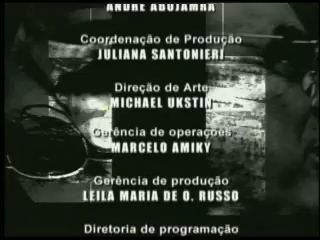 ANDRE ABUJAMRA
Coordenação de Produção
JULIANA SANTONIERI
Direção de Arte
MICHAEL UKSTIN
Gerência de operações
MARCELO AMIKY
Gerência de produção
LEILA MARIA DE O. RUSSO
Diretoria de programação